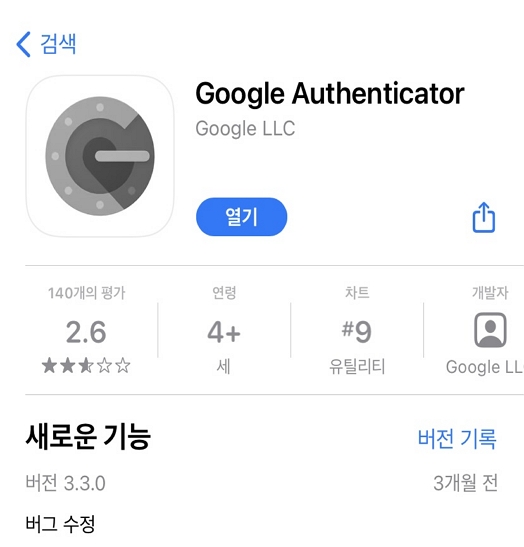 검색
Google Authenticator
Google LLC
열기
140개의 평가
연령
차트
개발자
2.6
4+
#9
세
유틸리티
Google LL
새로운 기능
버전 기록
버전 3.3.0
3개월 전
버그 수정